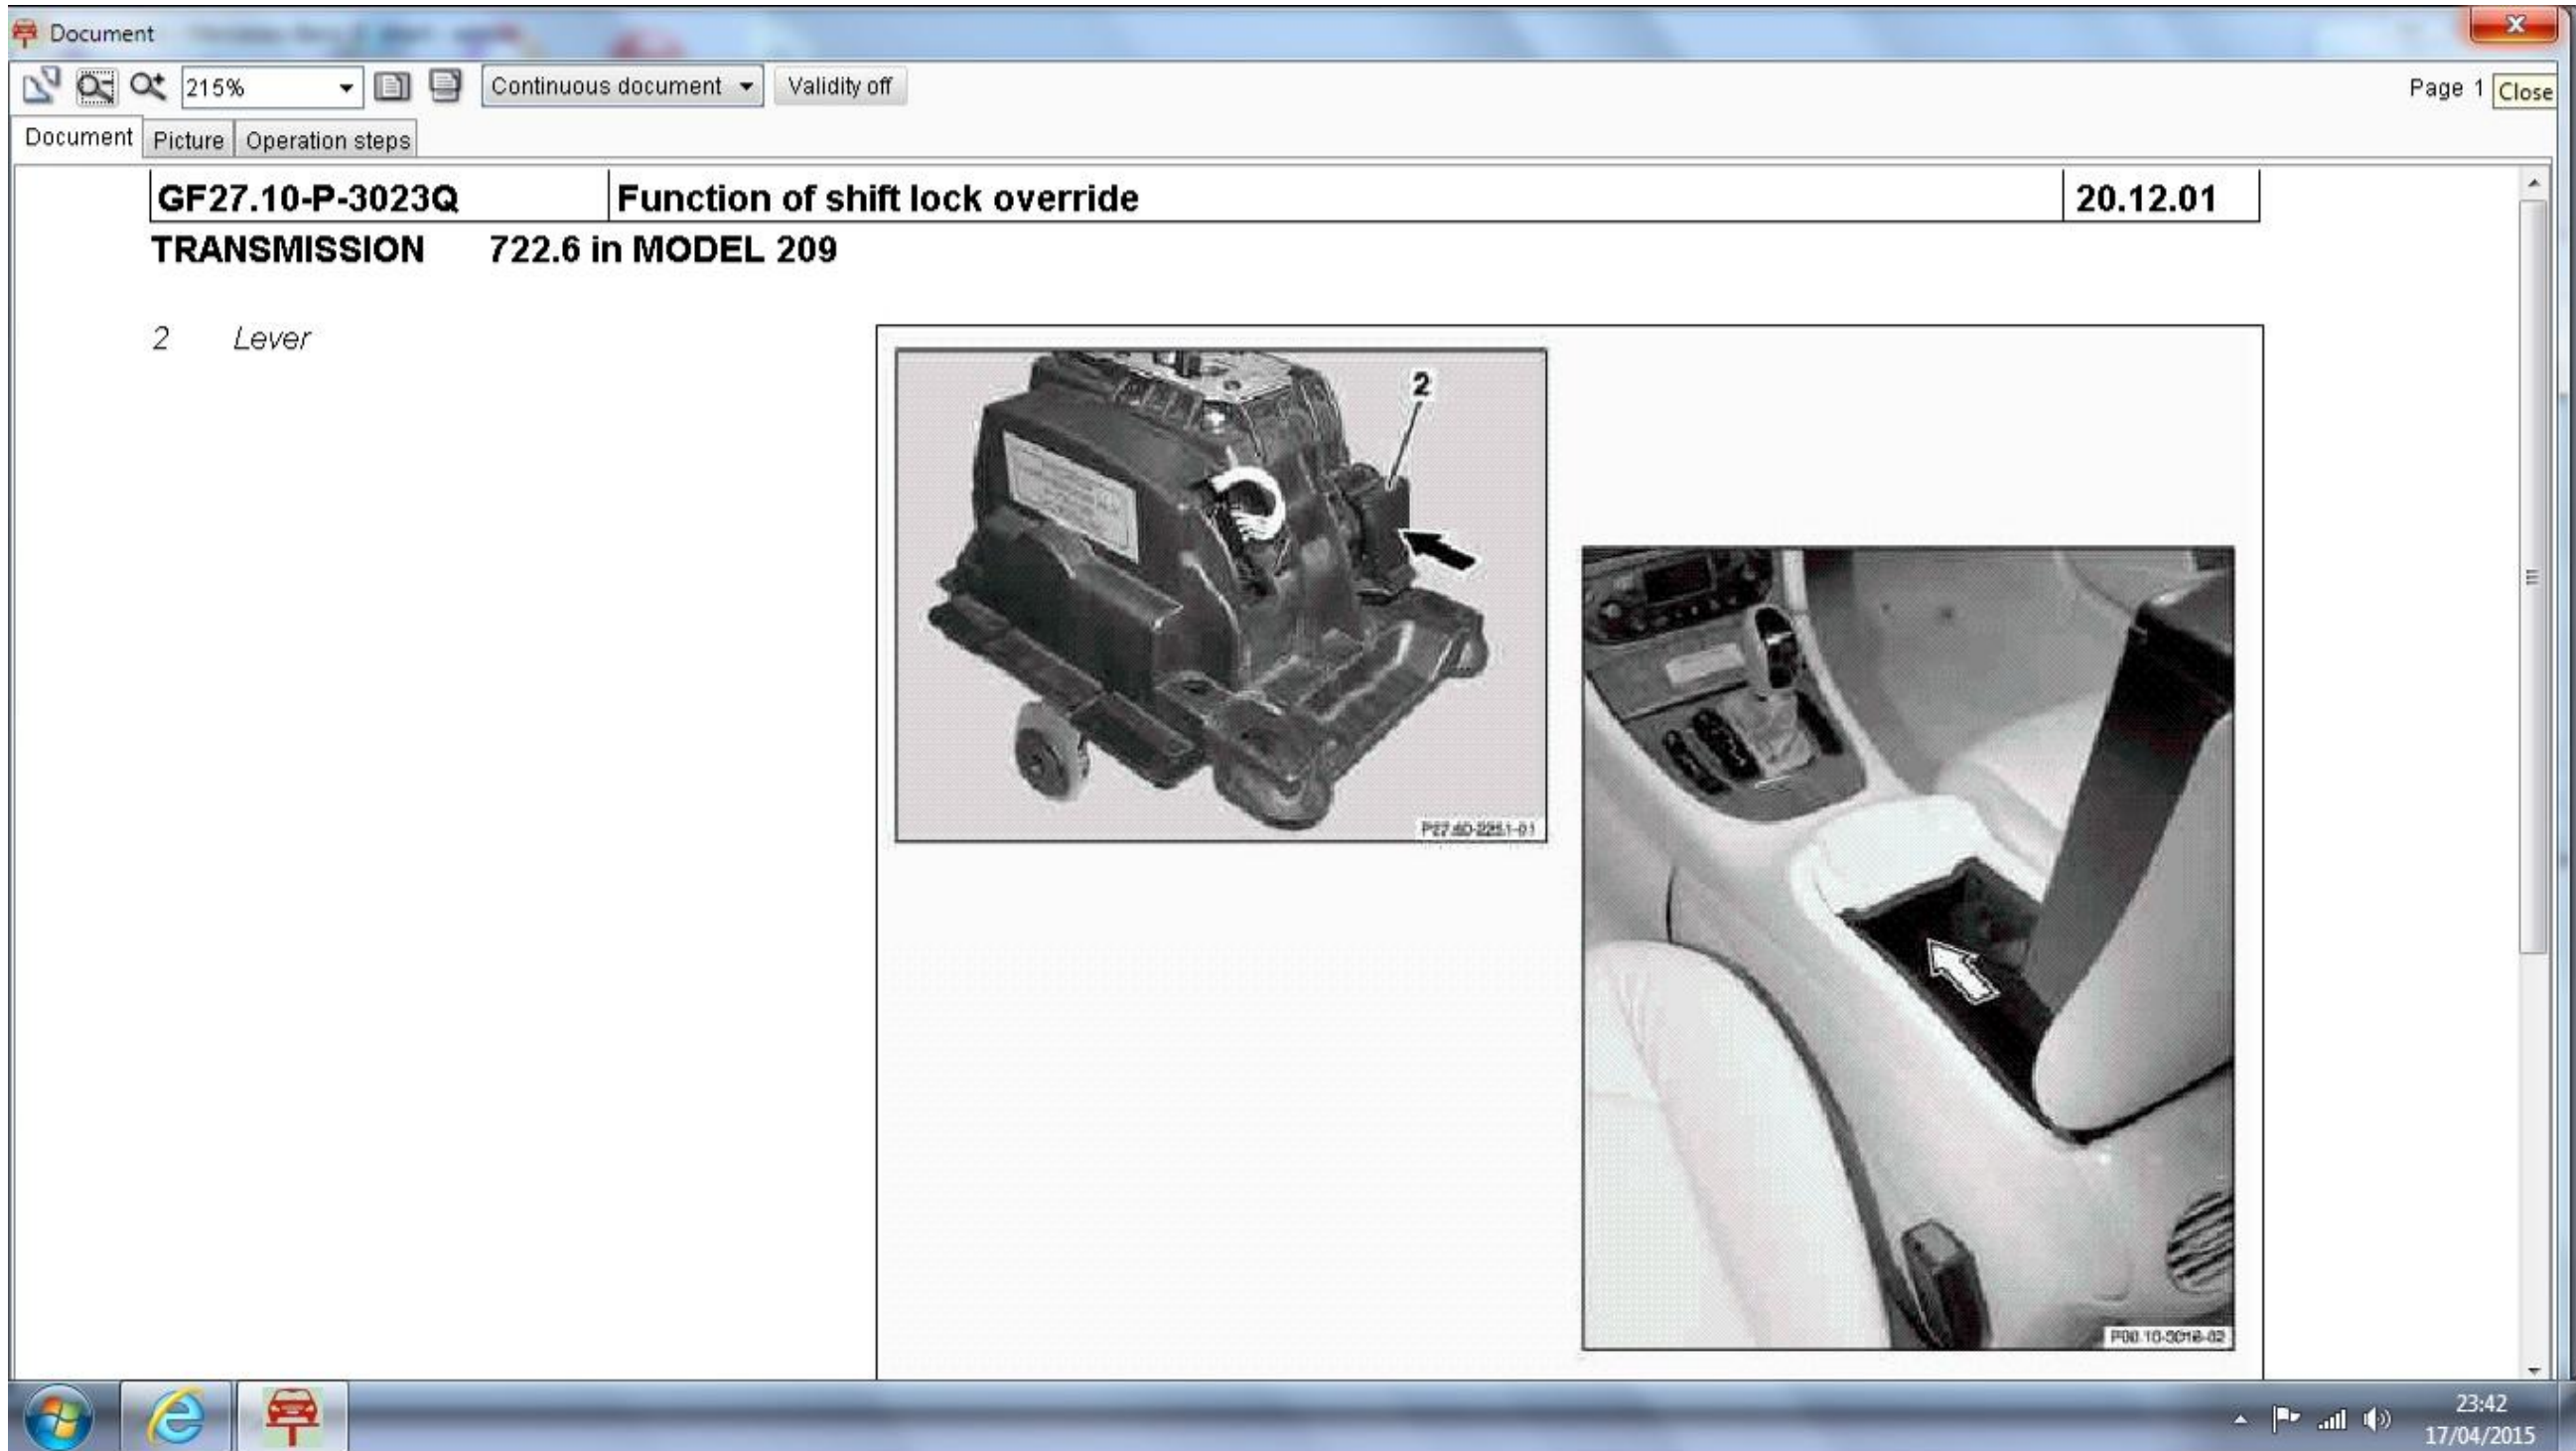 Document
215%
Continuous document
Validity off
Page 1
Close
Document
Picture
Operation steps
GF27.10-P-3023Q
Function of shift lock override
20.12.01
TRANSMISSION 722.6 in MODEL 209
2 Lever
2
23:42
17/04/2015